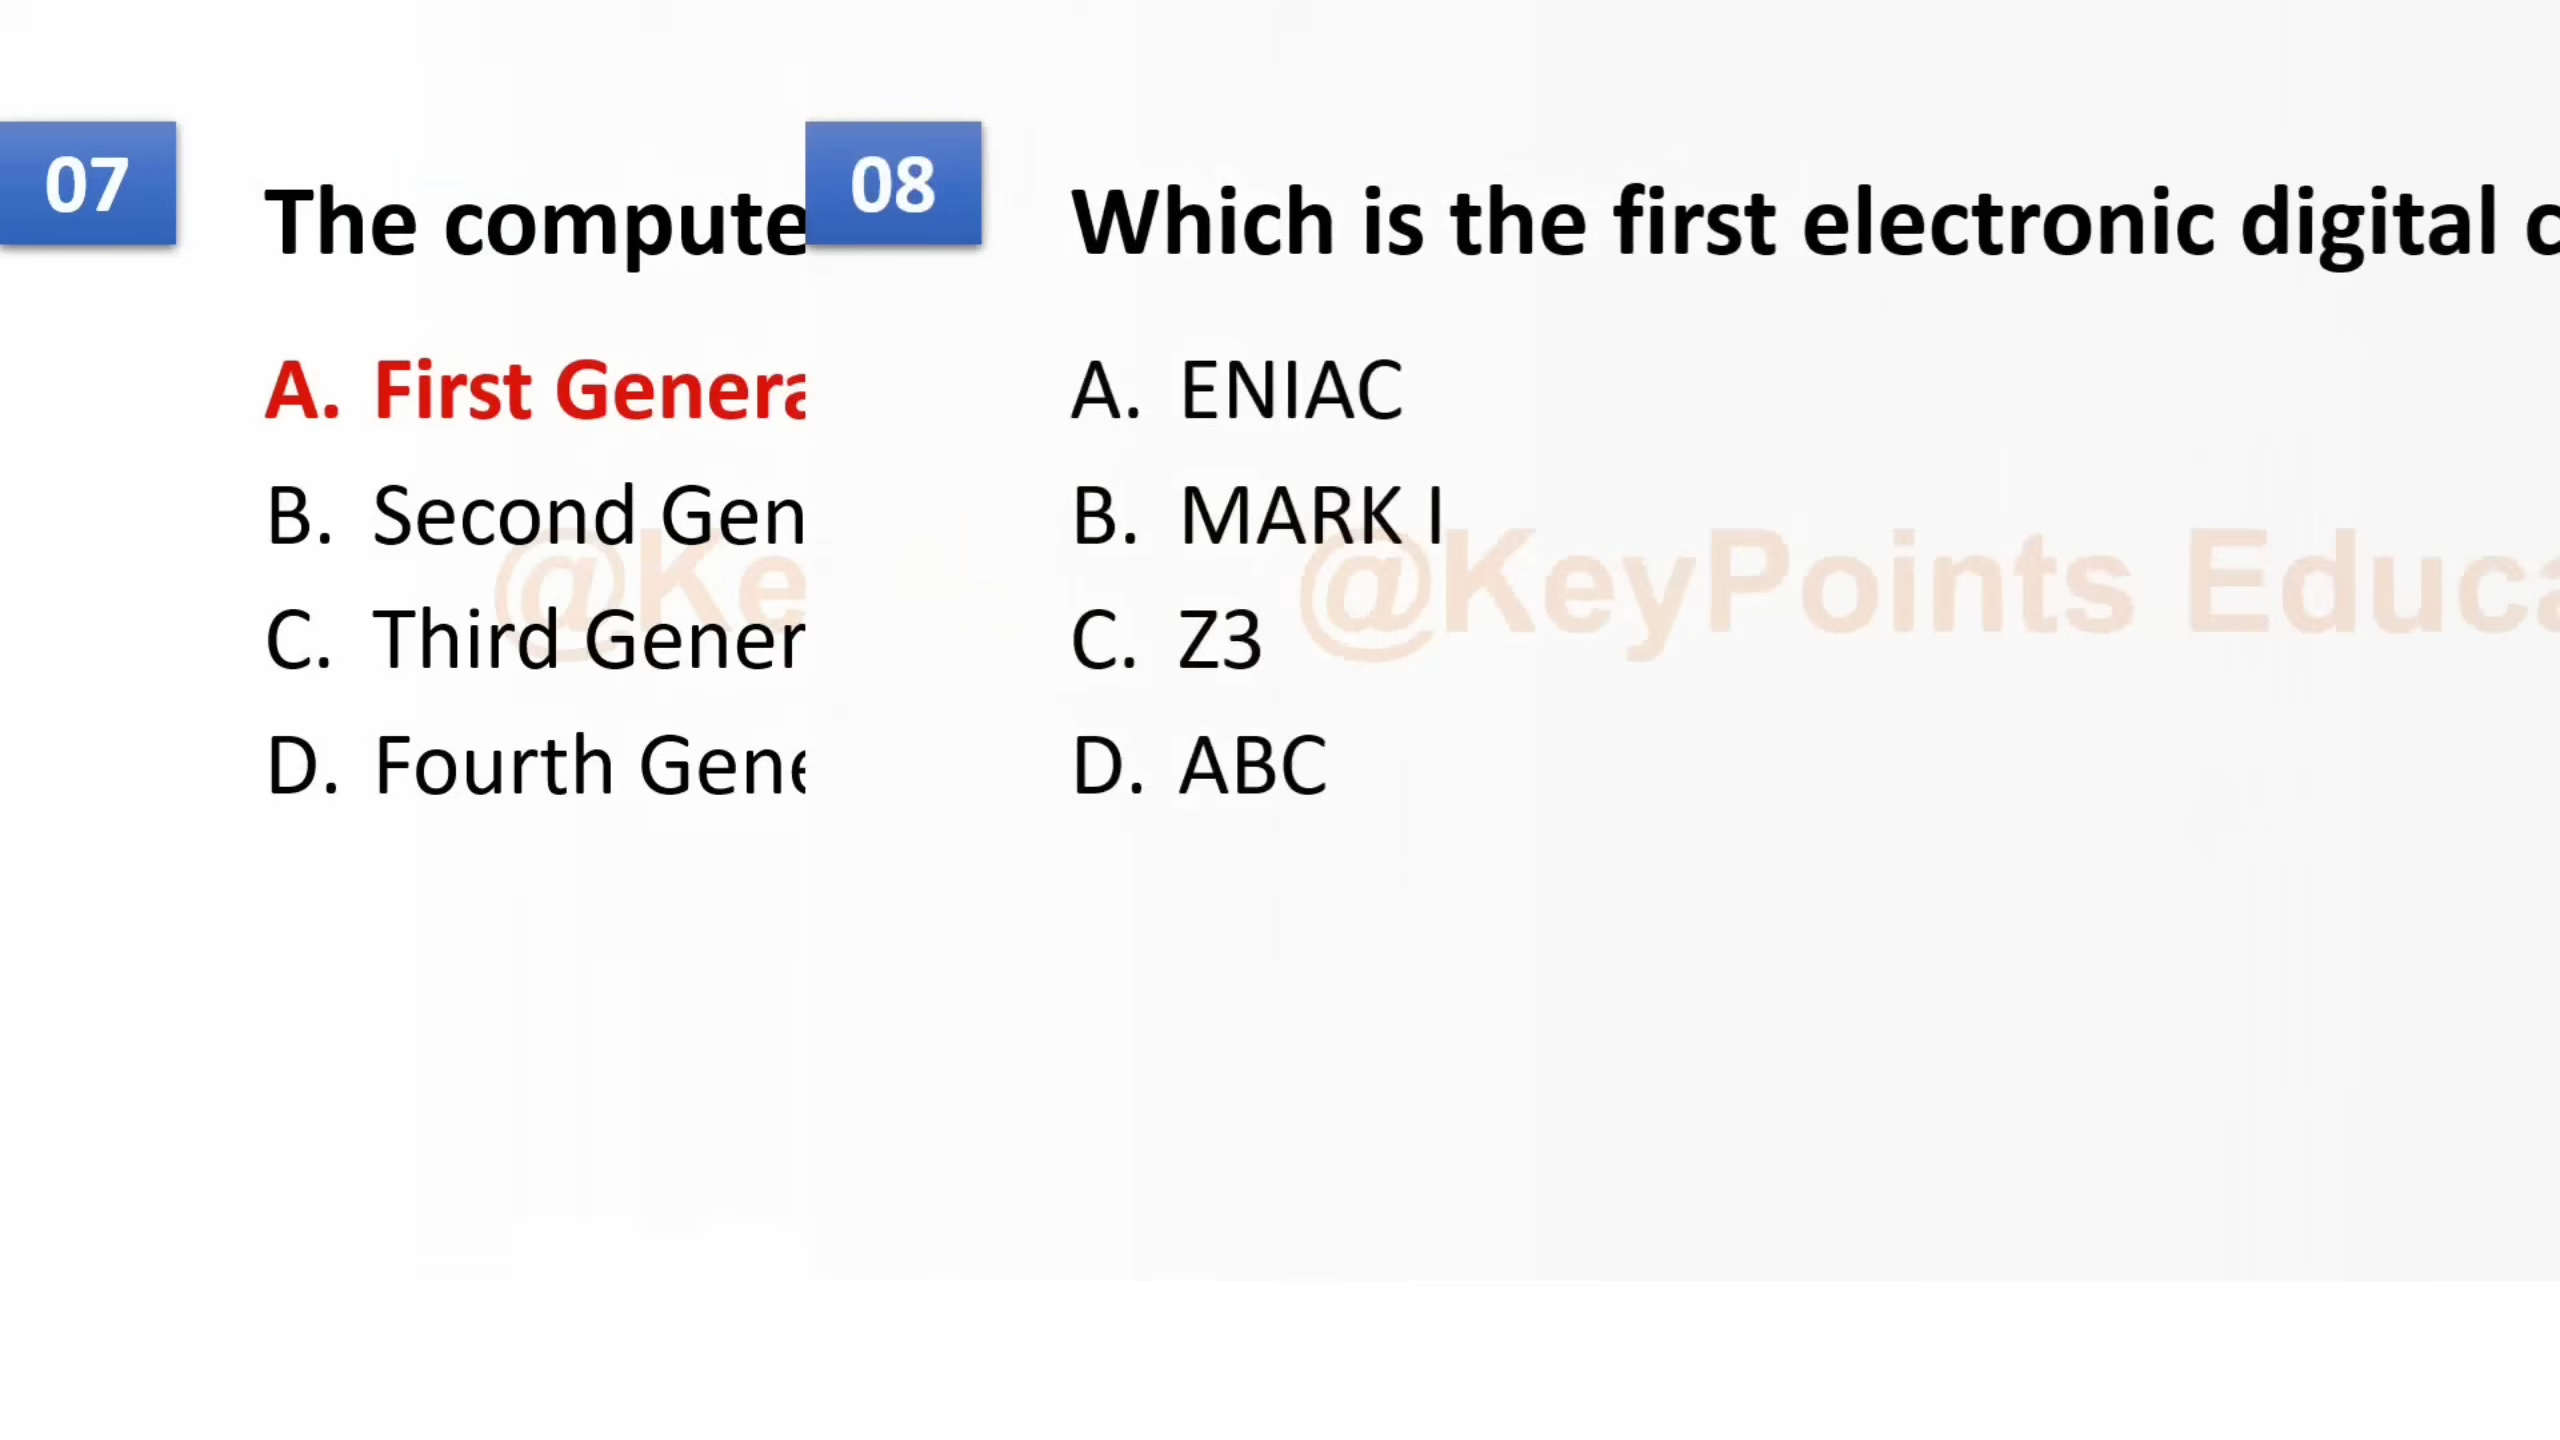 07
The compute
A. First Genera
B. Second Gen
C. Third Gener
D. Fourth Gene
@Ke
08
Which is the first electronic digital c
A. ENIAC
B. MARK I
C. Z3
D. ABC
@KeyPoints Educa